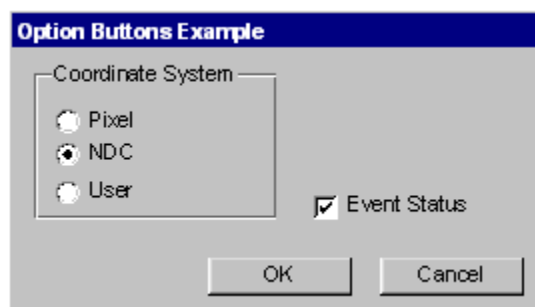 Option Buttons Example
Coordinate System
Pixel
NDC
User
Event Status
OK
Cancel